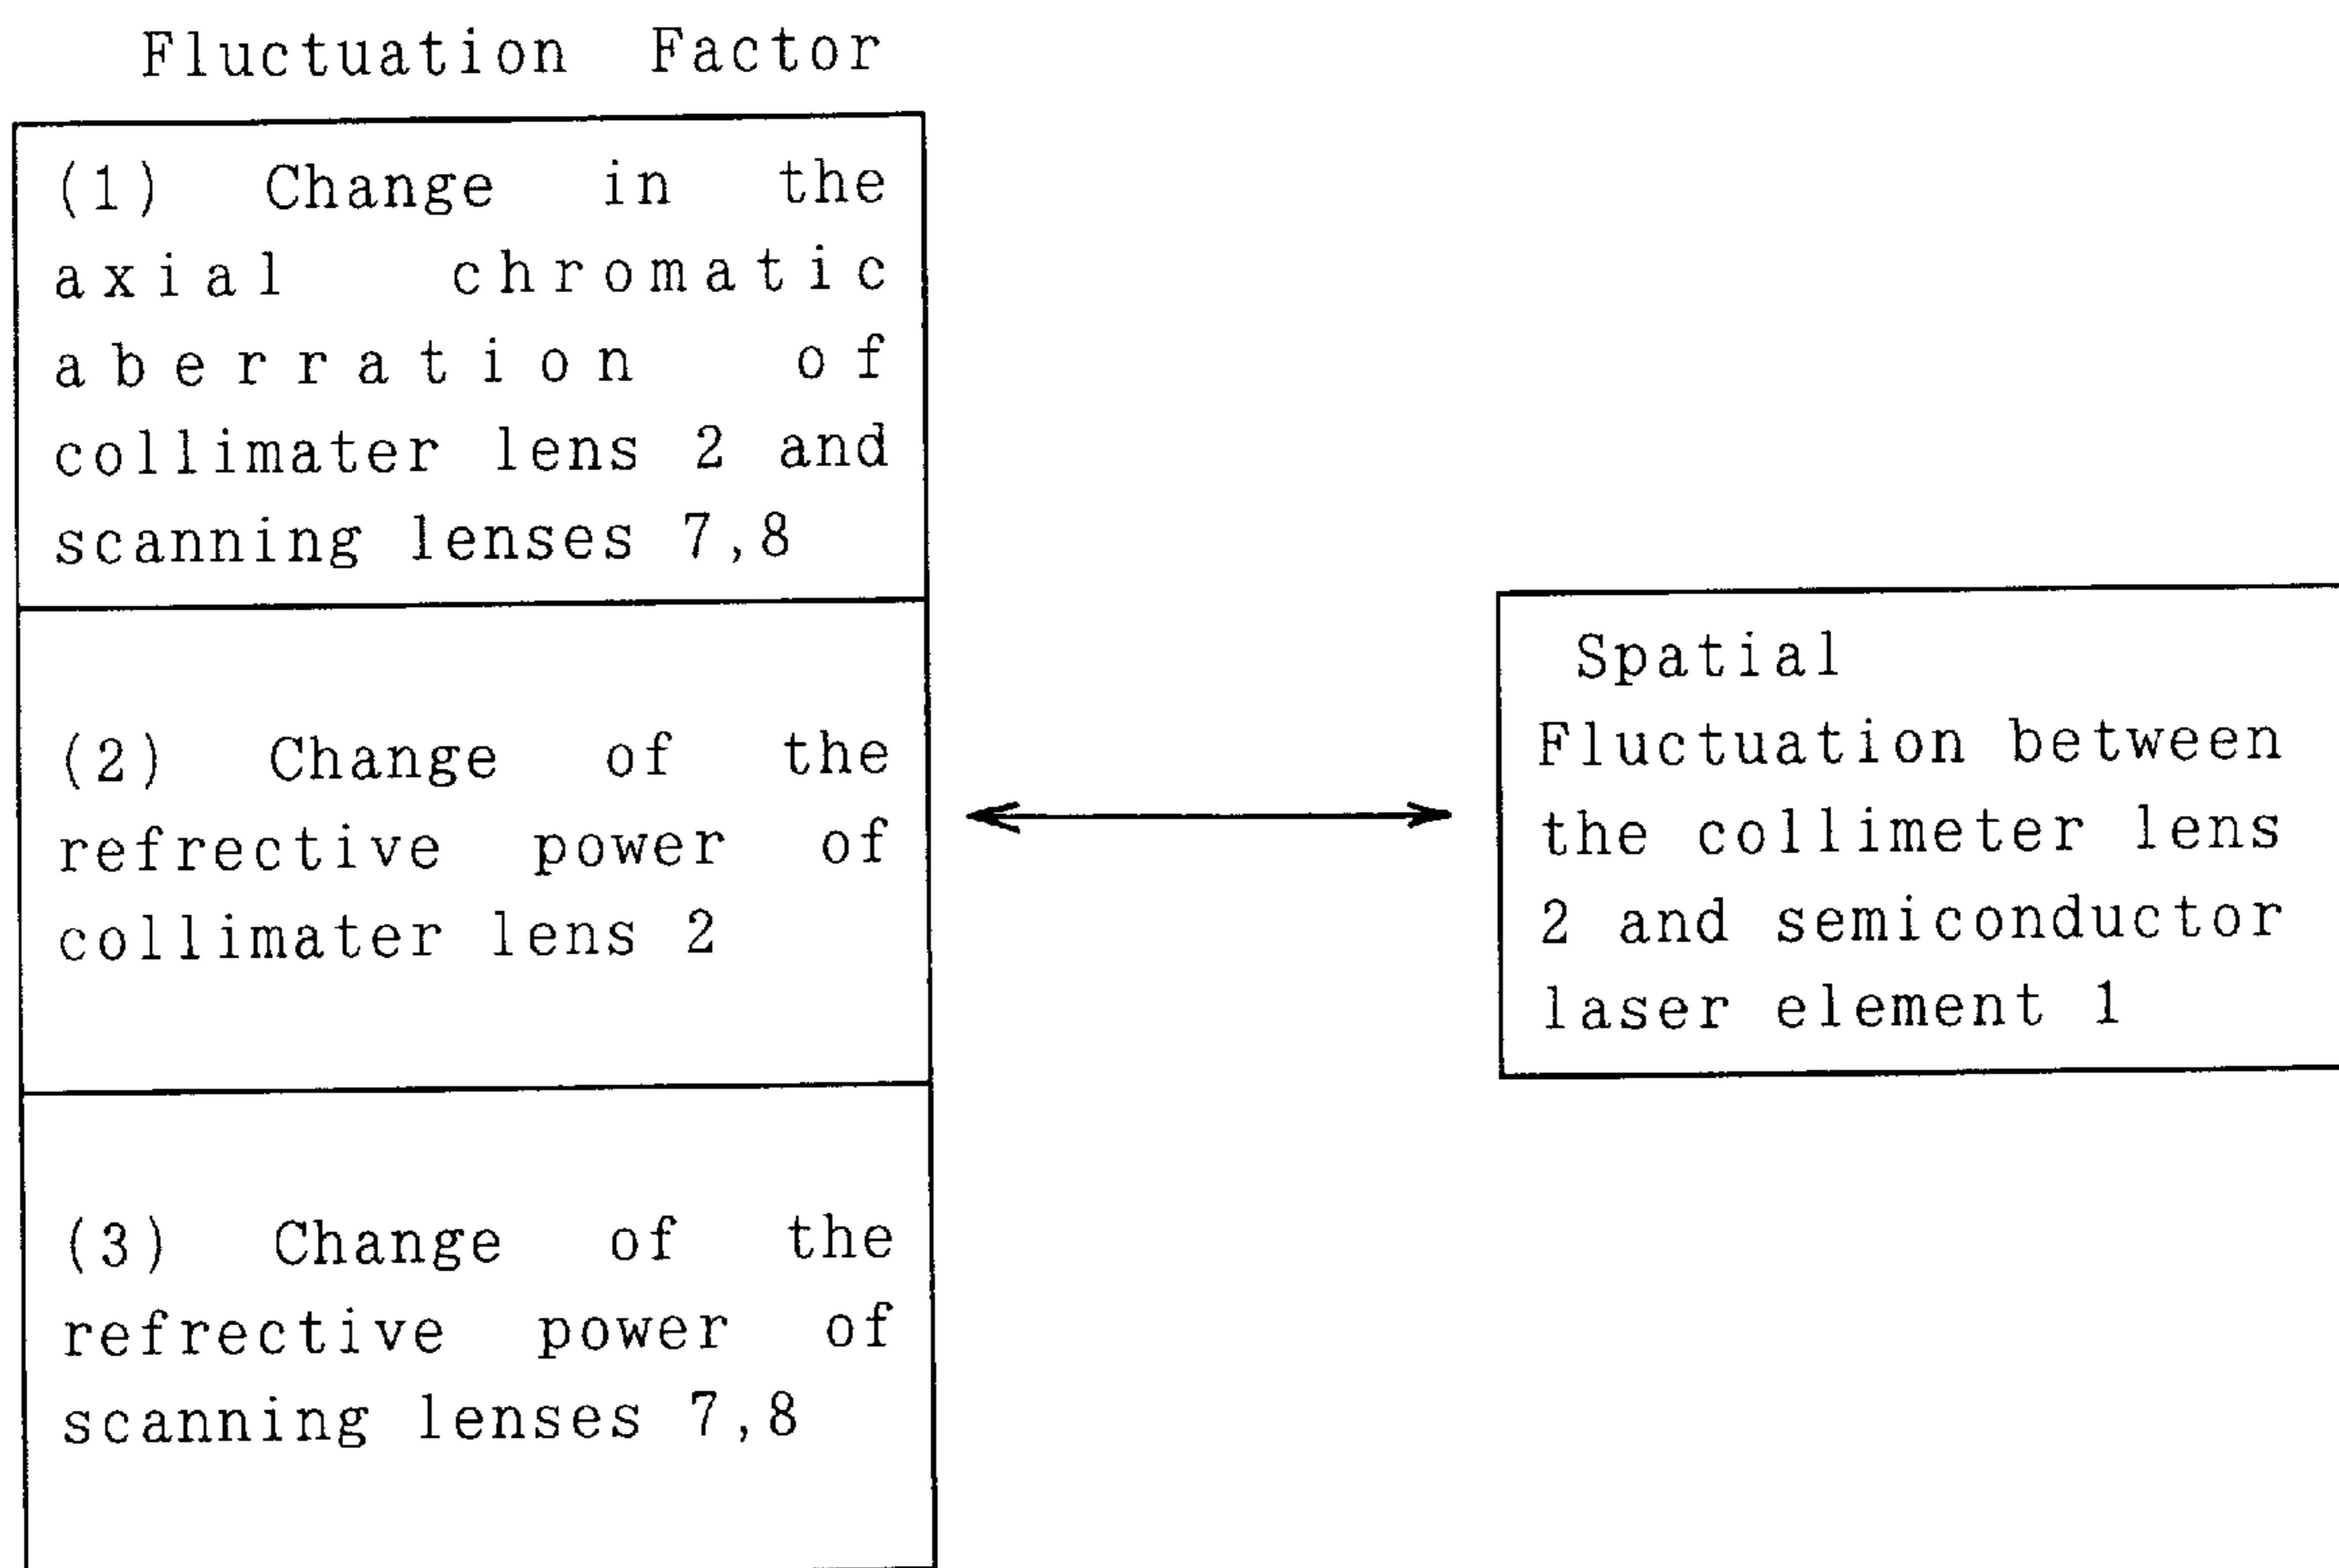 Fluctuation Factor
(1) Change in the
axial chromatic
aberration of
collimater lens 2 and
scanning lenses 7,8
(2) Change of the
refrective power of
collimater lens 2
(3) Change of the
refrective power of
scanning lenses 7,8
Spatial
Fluctuation between
the collimeter lens
2 and semiconductor
laser element 1